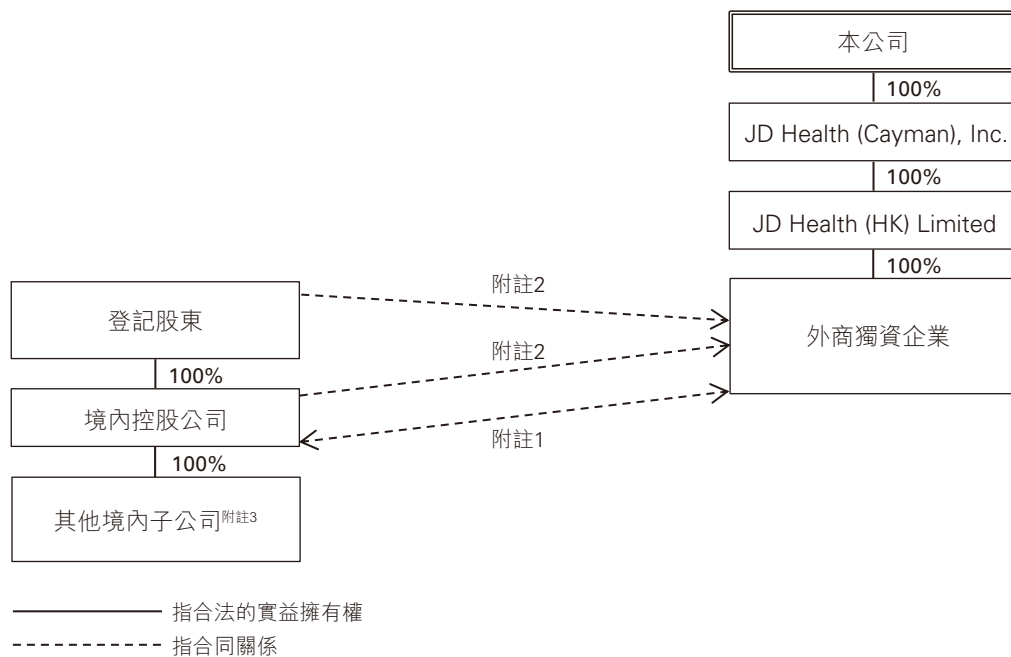 本公司
100%
JD Health (Cayman), Inc.
100%
JD Health (HK) Limited
100%
外商獨資企業
附註2
登記股東
附註2
100%
境內控股公司
附註1
100%
其他境內子公司附註3
指合法的實益擁有權
指合同關係